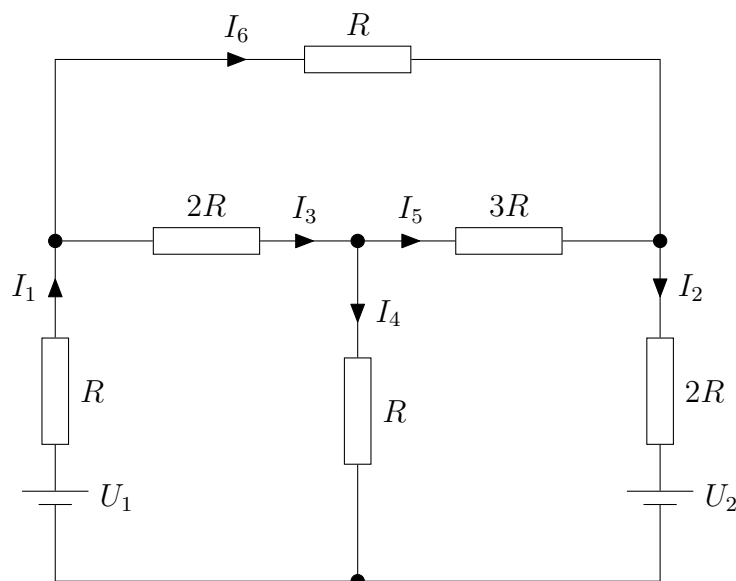 I₆ R
2R I₃ I₅ 3R
I₁ I₂
I₄
R R 2R
U₁ U₂